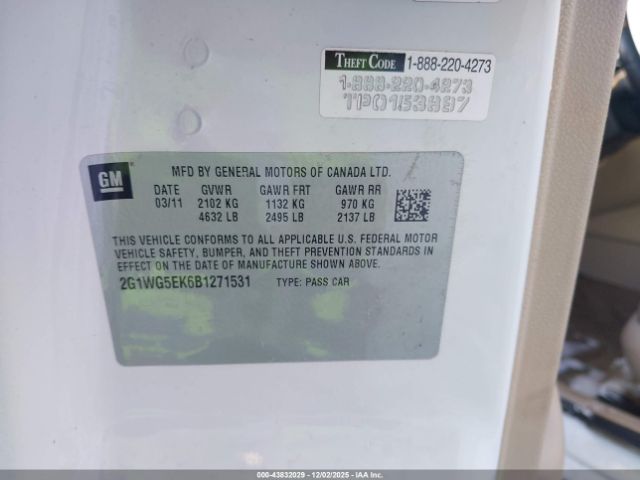 THEFT CODE 1-888-220-4273
1-888-220-4273
TP0153897
GM
MFD BY GENERAL MOTORS OF CANADA LTD.
DATE GVWR GAWR FRT GAWR RR
03/11 2102 KG 1132 KG 970 KG
4632 LB 2495 LB 2137 LB
THIS VEHICLE CONFORMS TO ALL APPLICABLE U.S. FEDERAL MOTOR
VEHICLE SAFETY, BUMPER, AND THEFT PREVENTION STANDARDS IN
EFFECT ON THE DATE OF MANUFACTURE SHOWN ABOVE.
2G1WG5EK6B1271531 TYPE: PASS CAR
000-43832029 12/02/2025 IAA Inc.